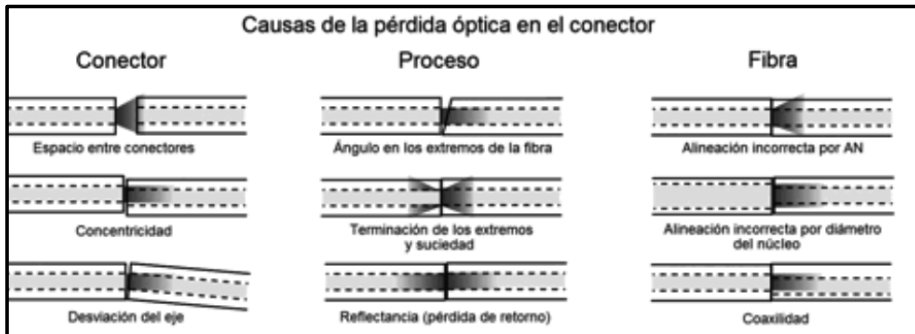 Causas de la pérdida óptica en el conector
Conector
Proceso
Fibra
Espacio entre conectores
Ángulo en los extremos de la fibra
Alineación incorrecta por AN
Concentricidad
Terminación de los extremos
y suciedad
Alineación incorrecta por diámetro
del núcleo
Desviación del eje
Reflectancia (pérdida de retorno)
Coaxilidad